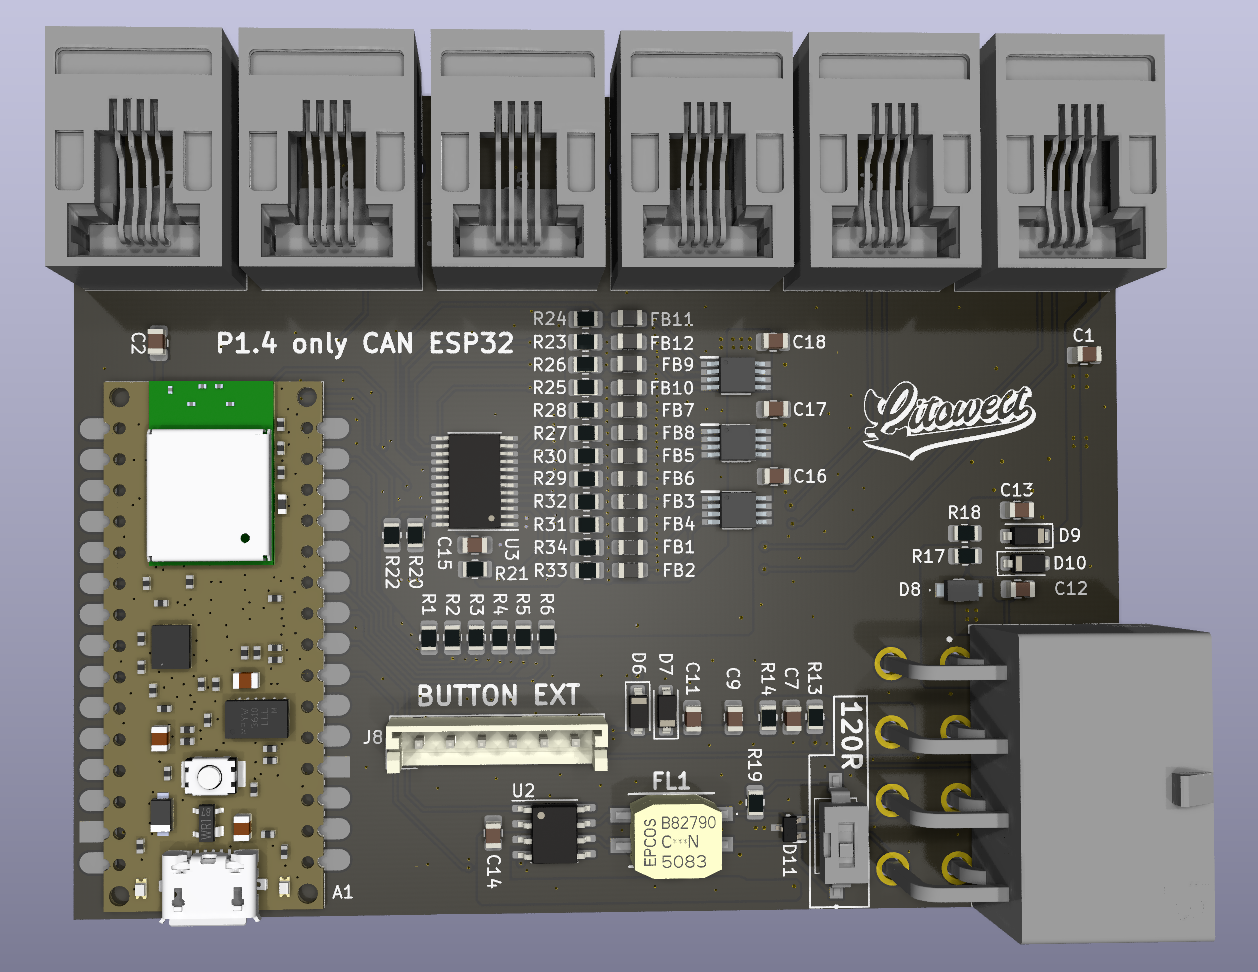 C2
P1.4 only CAN ESP32
R24 FB11
R23 FB12
R26 FB9
R25 FB10
R28 FB7
R27 FB8
R30 FB5
R29 FB6
R32 FB3
R31 FB4
R34 FB1
R33 FB2
C18
C17
C16
C1
Pitowect
C13
R18
D9
R17
D10
D8
C12
R22
R20
C15
U3
R21
R1 R2 R3 R4 R5 R6
BUTTON EXT
J8
D6 D7 C11 C9 R14 C7 R13
120R
R19
FL1
U2
EPCOS
B82790
5083
C14
D11
A1